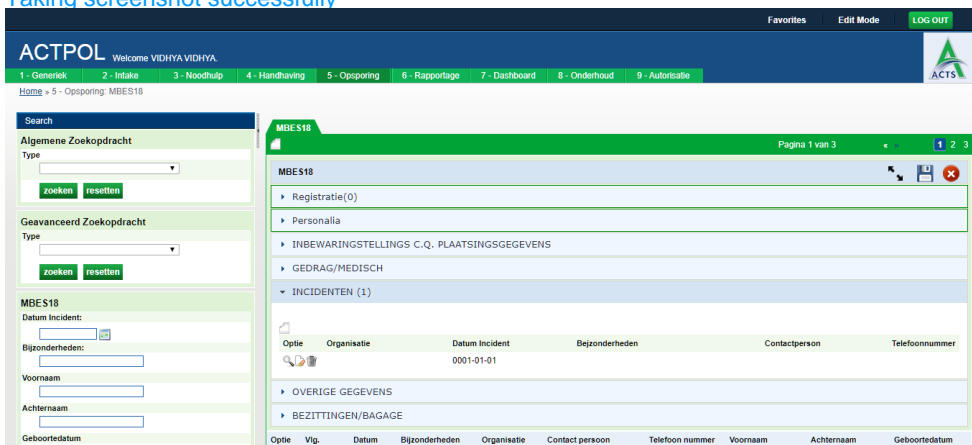 Taking screenshot successfully
Favorites Edit Mode LOG OUT
ACTPOL Welcome VIDHYA VIDHYA.
ACTS
1 - Generiek 2 - Intake 3 - Noodhulp 4 - Handhaving 5 - Opsporing 6 - Rapportage 7 - Dashboard 8 - Onderhoud 9 - Autorisatie
Home » 5 - Opsporing: MBES18
Search
Algemene Zoekopdracht
Type
zoeken resetten
Geavanceerd Zoekopdracht
Type
zoeken resetten
MBES18
Datum Incident:
Bijzonderheden:
Voornaam
Achternaam
Geboortedatum
MBES18
Pagina 1 van 3 « » 1 2 3
MBES18
Registratie(0)
Personalia
INBEWARINGSTELLINGS C.Q. PLAATSINGSGEGEVENS
GEDRAG/MEDISCH
INCIDENTEN (1)
Optie Organisatie Datum Incident Bejzonderheden Contactperson Telefoonnummer
0001-01-01
OVERIGE GEGEVENS
BEZITTINGEN/BAGAGE
Optie Vlg. Datum Bijzonderheden Organisatie Contact persoon Telefoon nummer Voornaam Achternaam Geboortedatum